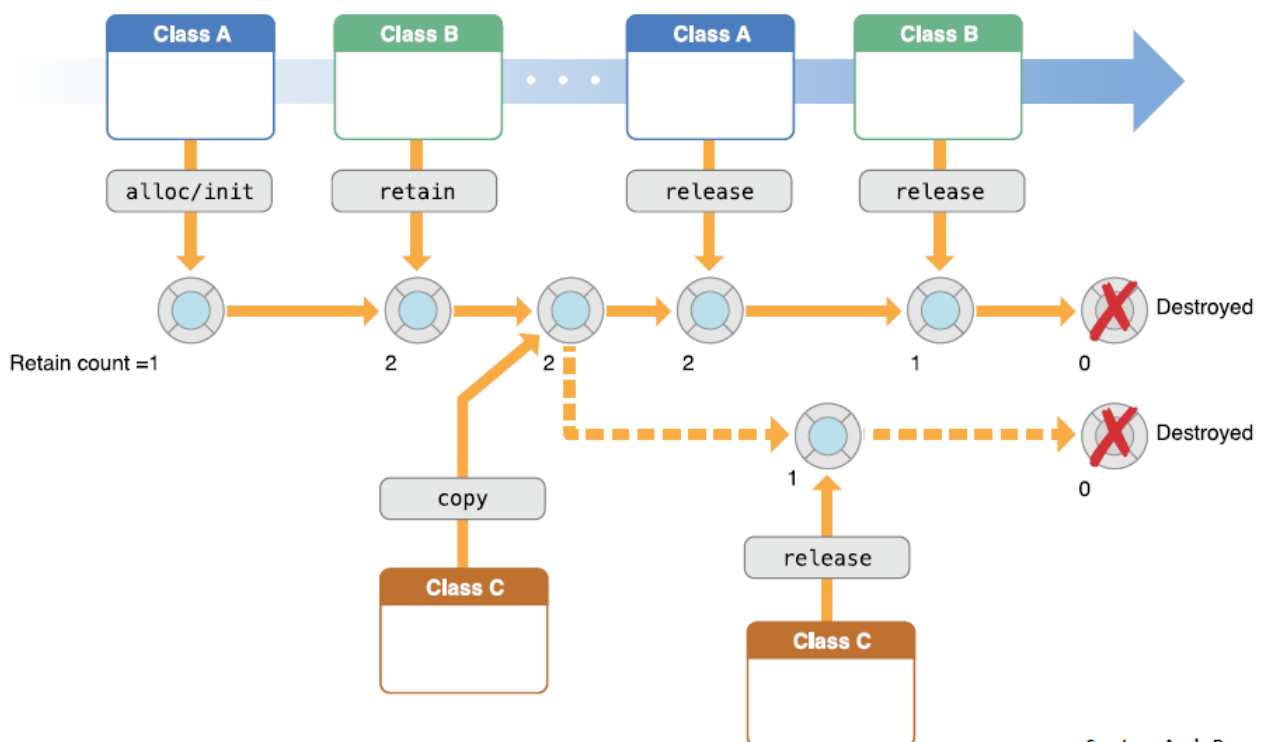 Class A
Class B
Class A
Class B
alloc/init
retain
release
release
Destroyed
Retain count =1
2
2
2
1
0
Destroyed
1
0
copy
release
Class C
Class C